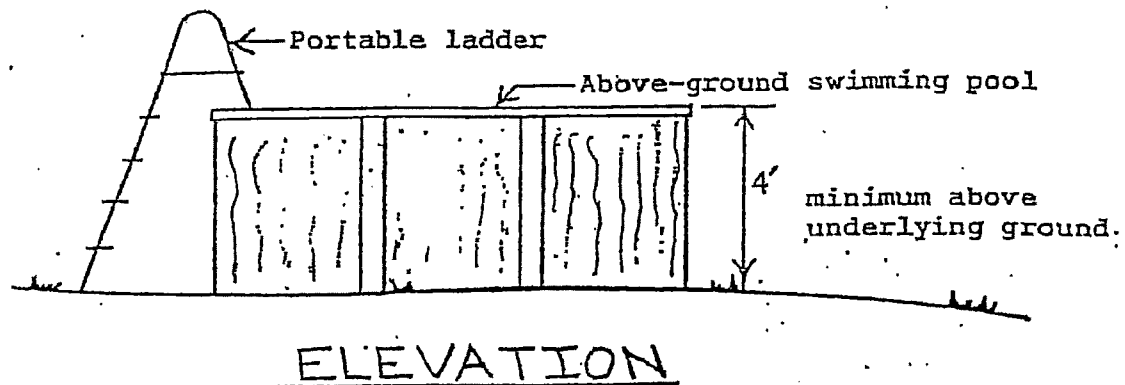 Portable ladder
Above-ground swimming pool
4'
minimum above
underlying ground.
ELEVATION